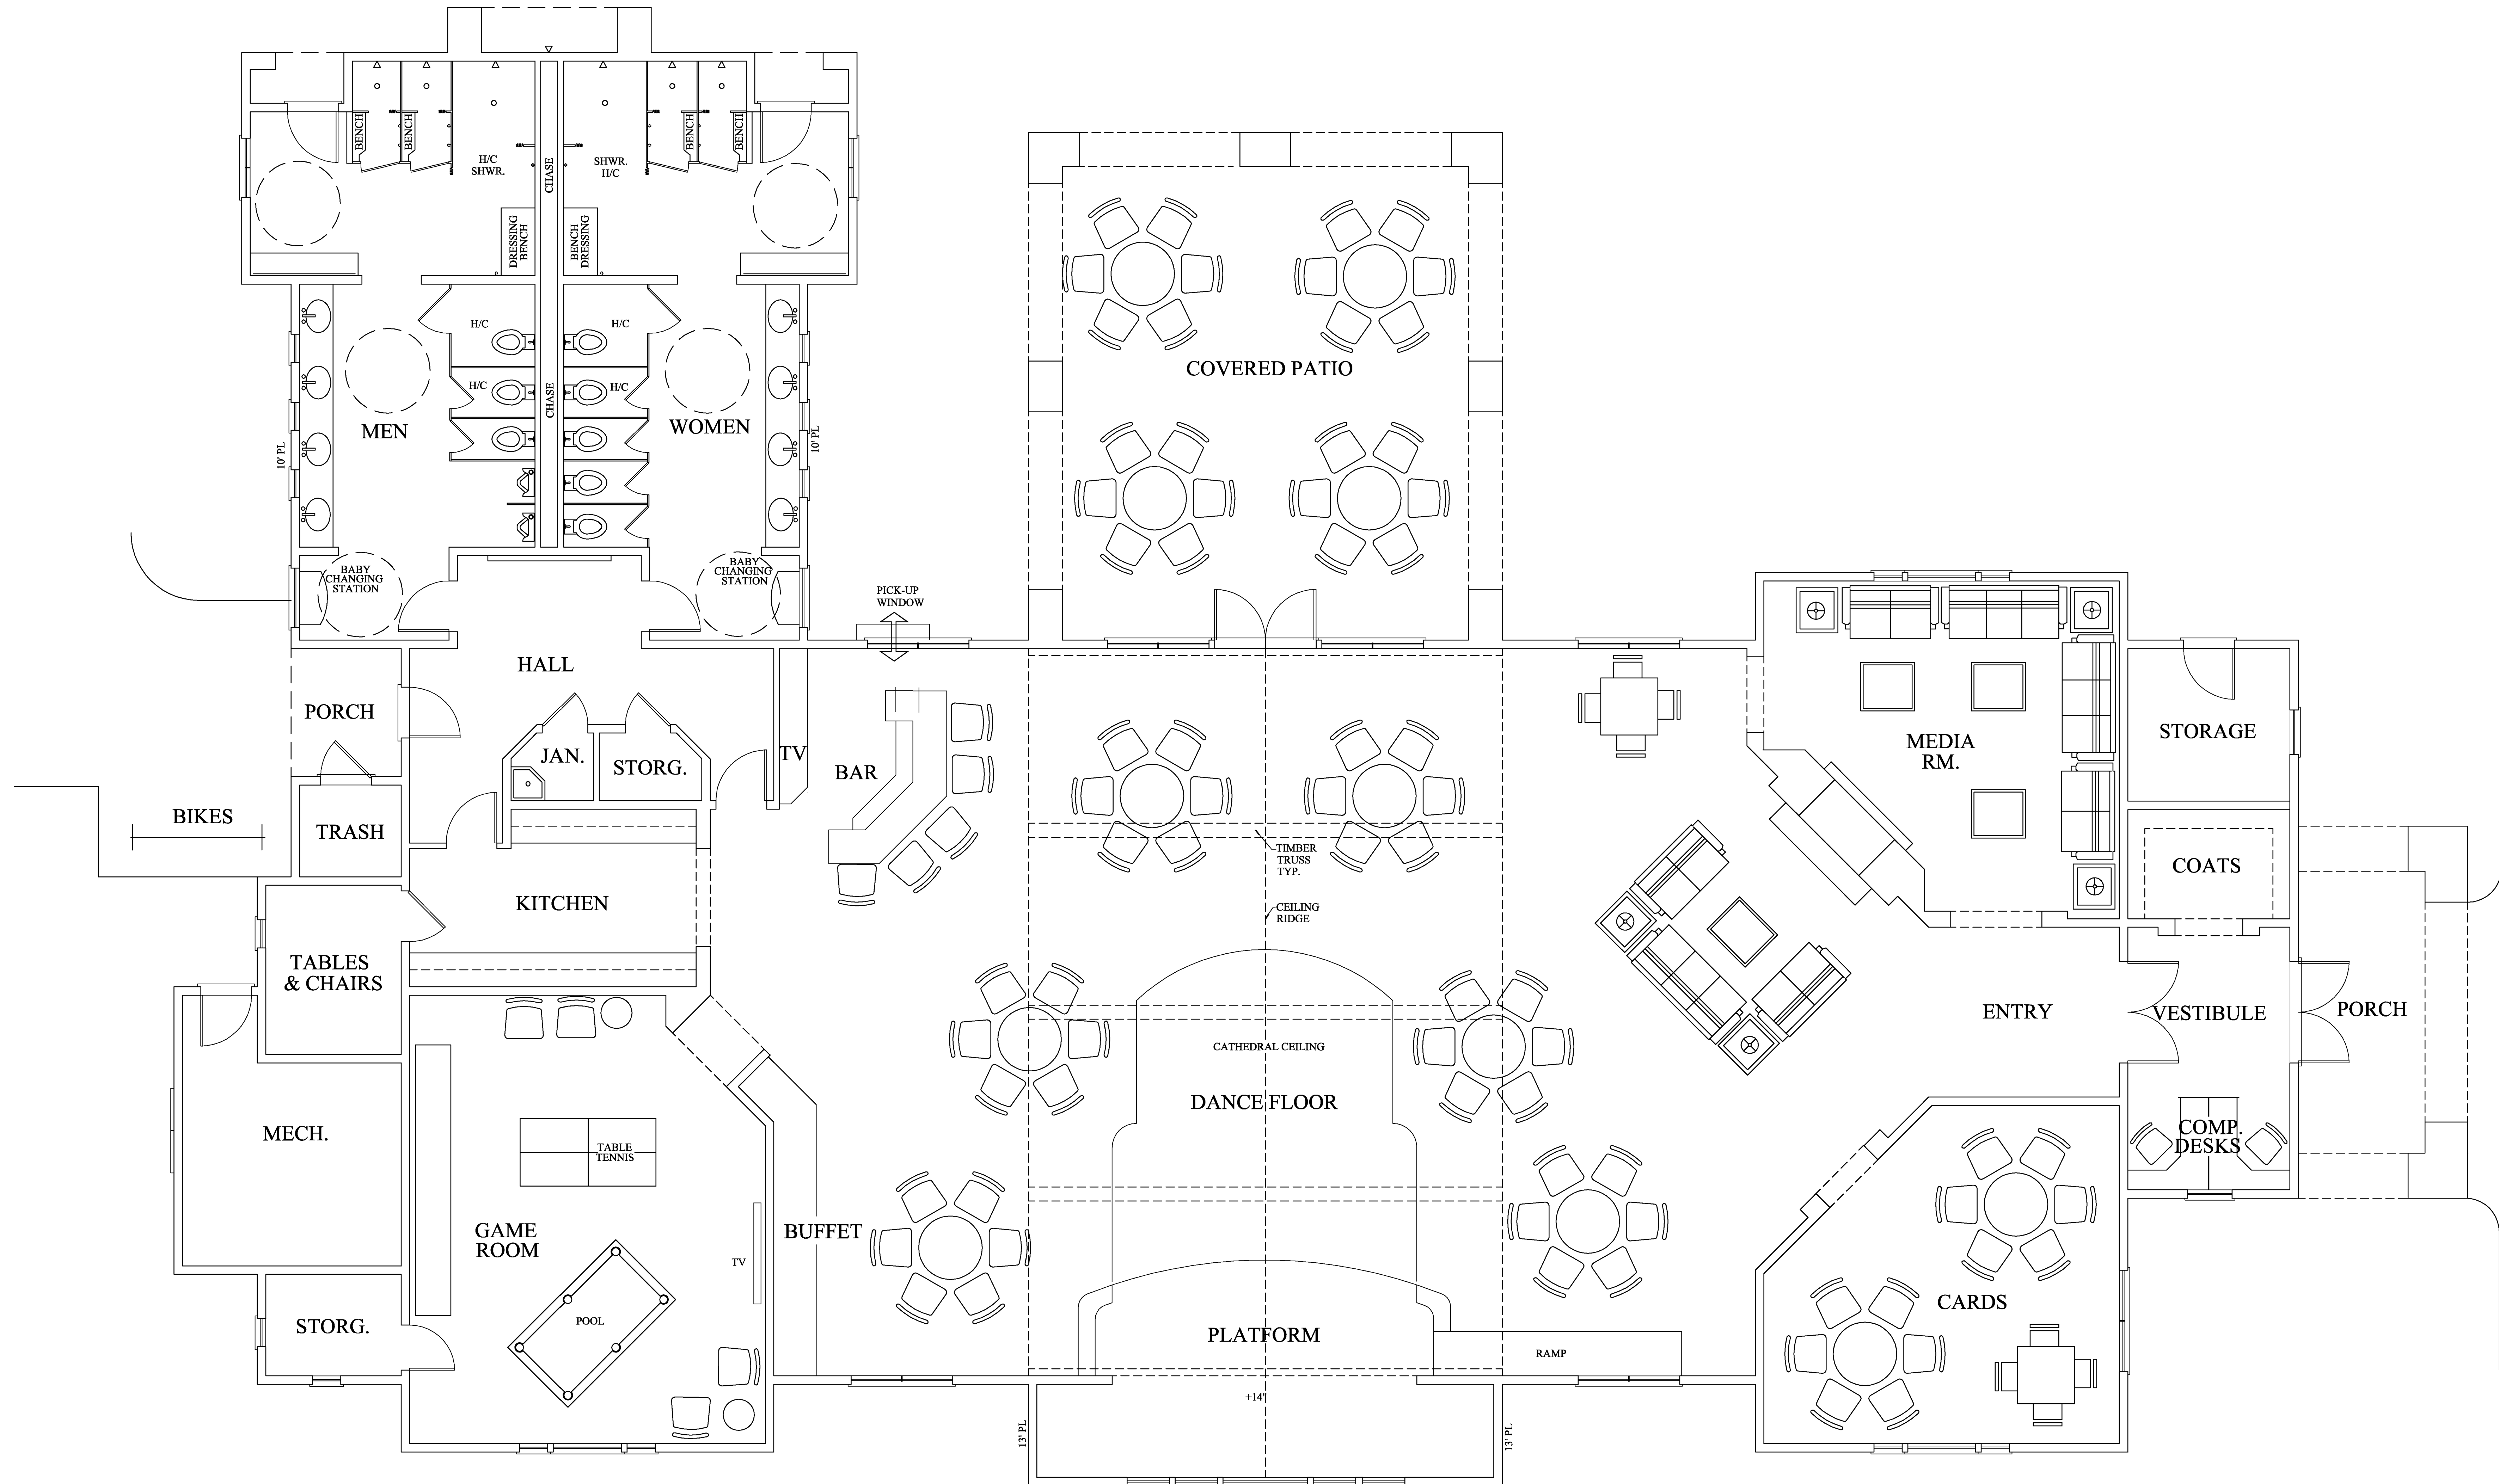 BENCH
BENCH
H/C
SHWR.
CHASE
SHWR.
H/C
BENCH
BENCH
DRESSING
BENCH
BENCH
DRESSING
H/C
H/C
H/C
CHASE
H/C
MEN
WOMEN
10' PL
10' PL
COVERED PATIO
BABY
CHANGING
STATION
BABY
CHANGING
STATION
PICK-UP
WINDOW
HALL
PORCH
JAN.
STORG.
TV
BAR
MEDIA
RM.
STORAGE
BIKES
TRASH
TIMBER
TRUSS
TYP.
COATS
KITCHEN
CEILING
RIDGE
TABLES
& CHAIRS
ENTRY
VESTIBULE
PORCH
CATHEDRAL CEILING
DANCE FLOOR
MECH.
TABLE
TENNIS
COMP.
DESKS
GAME
ROOM
BUFFET
TV
CARDS
STORG.
POOL
PLATFORM
RAMP
+14"
13' PL
13' PL